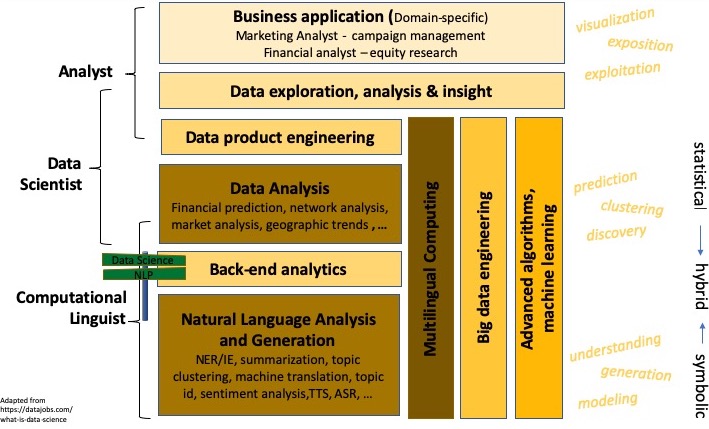 Business application (Domain-specific)
Marketing Analyst - campaign management
Financial analyst – equity research
Data exploration, analysis & insight
Data product engineering
Data Analysis
Financial prediction, network analysis,
market analysis, geographic trends , ...
Back-end analytics
Natural Language Analysis
and Generation
NER/IE, summarization, topic
clustering, machine translation, topic
id, sentiment analysis,TTS, ASR, ...
Analyst
Data
Scientist
Data Science
NLP
Computational
Linguist
Multilingual Computing
Big data engineering
Advanced algorithms,
machine learning
visualization
exposition
exploitation
prediction
clustering
discovery
understanding
generation
modeling
statistical
hybrid
symbolic
Adapted from
https://datajobs.com/
what-is-data-science